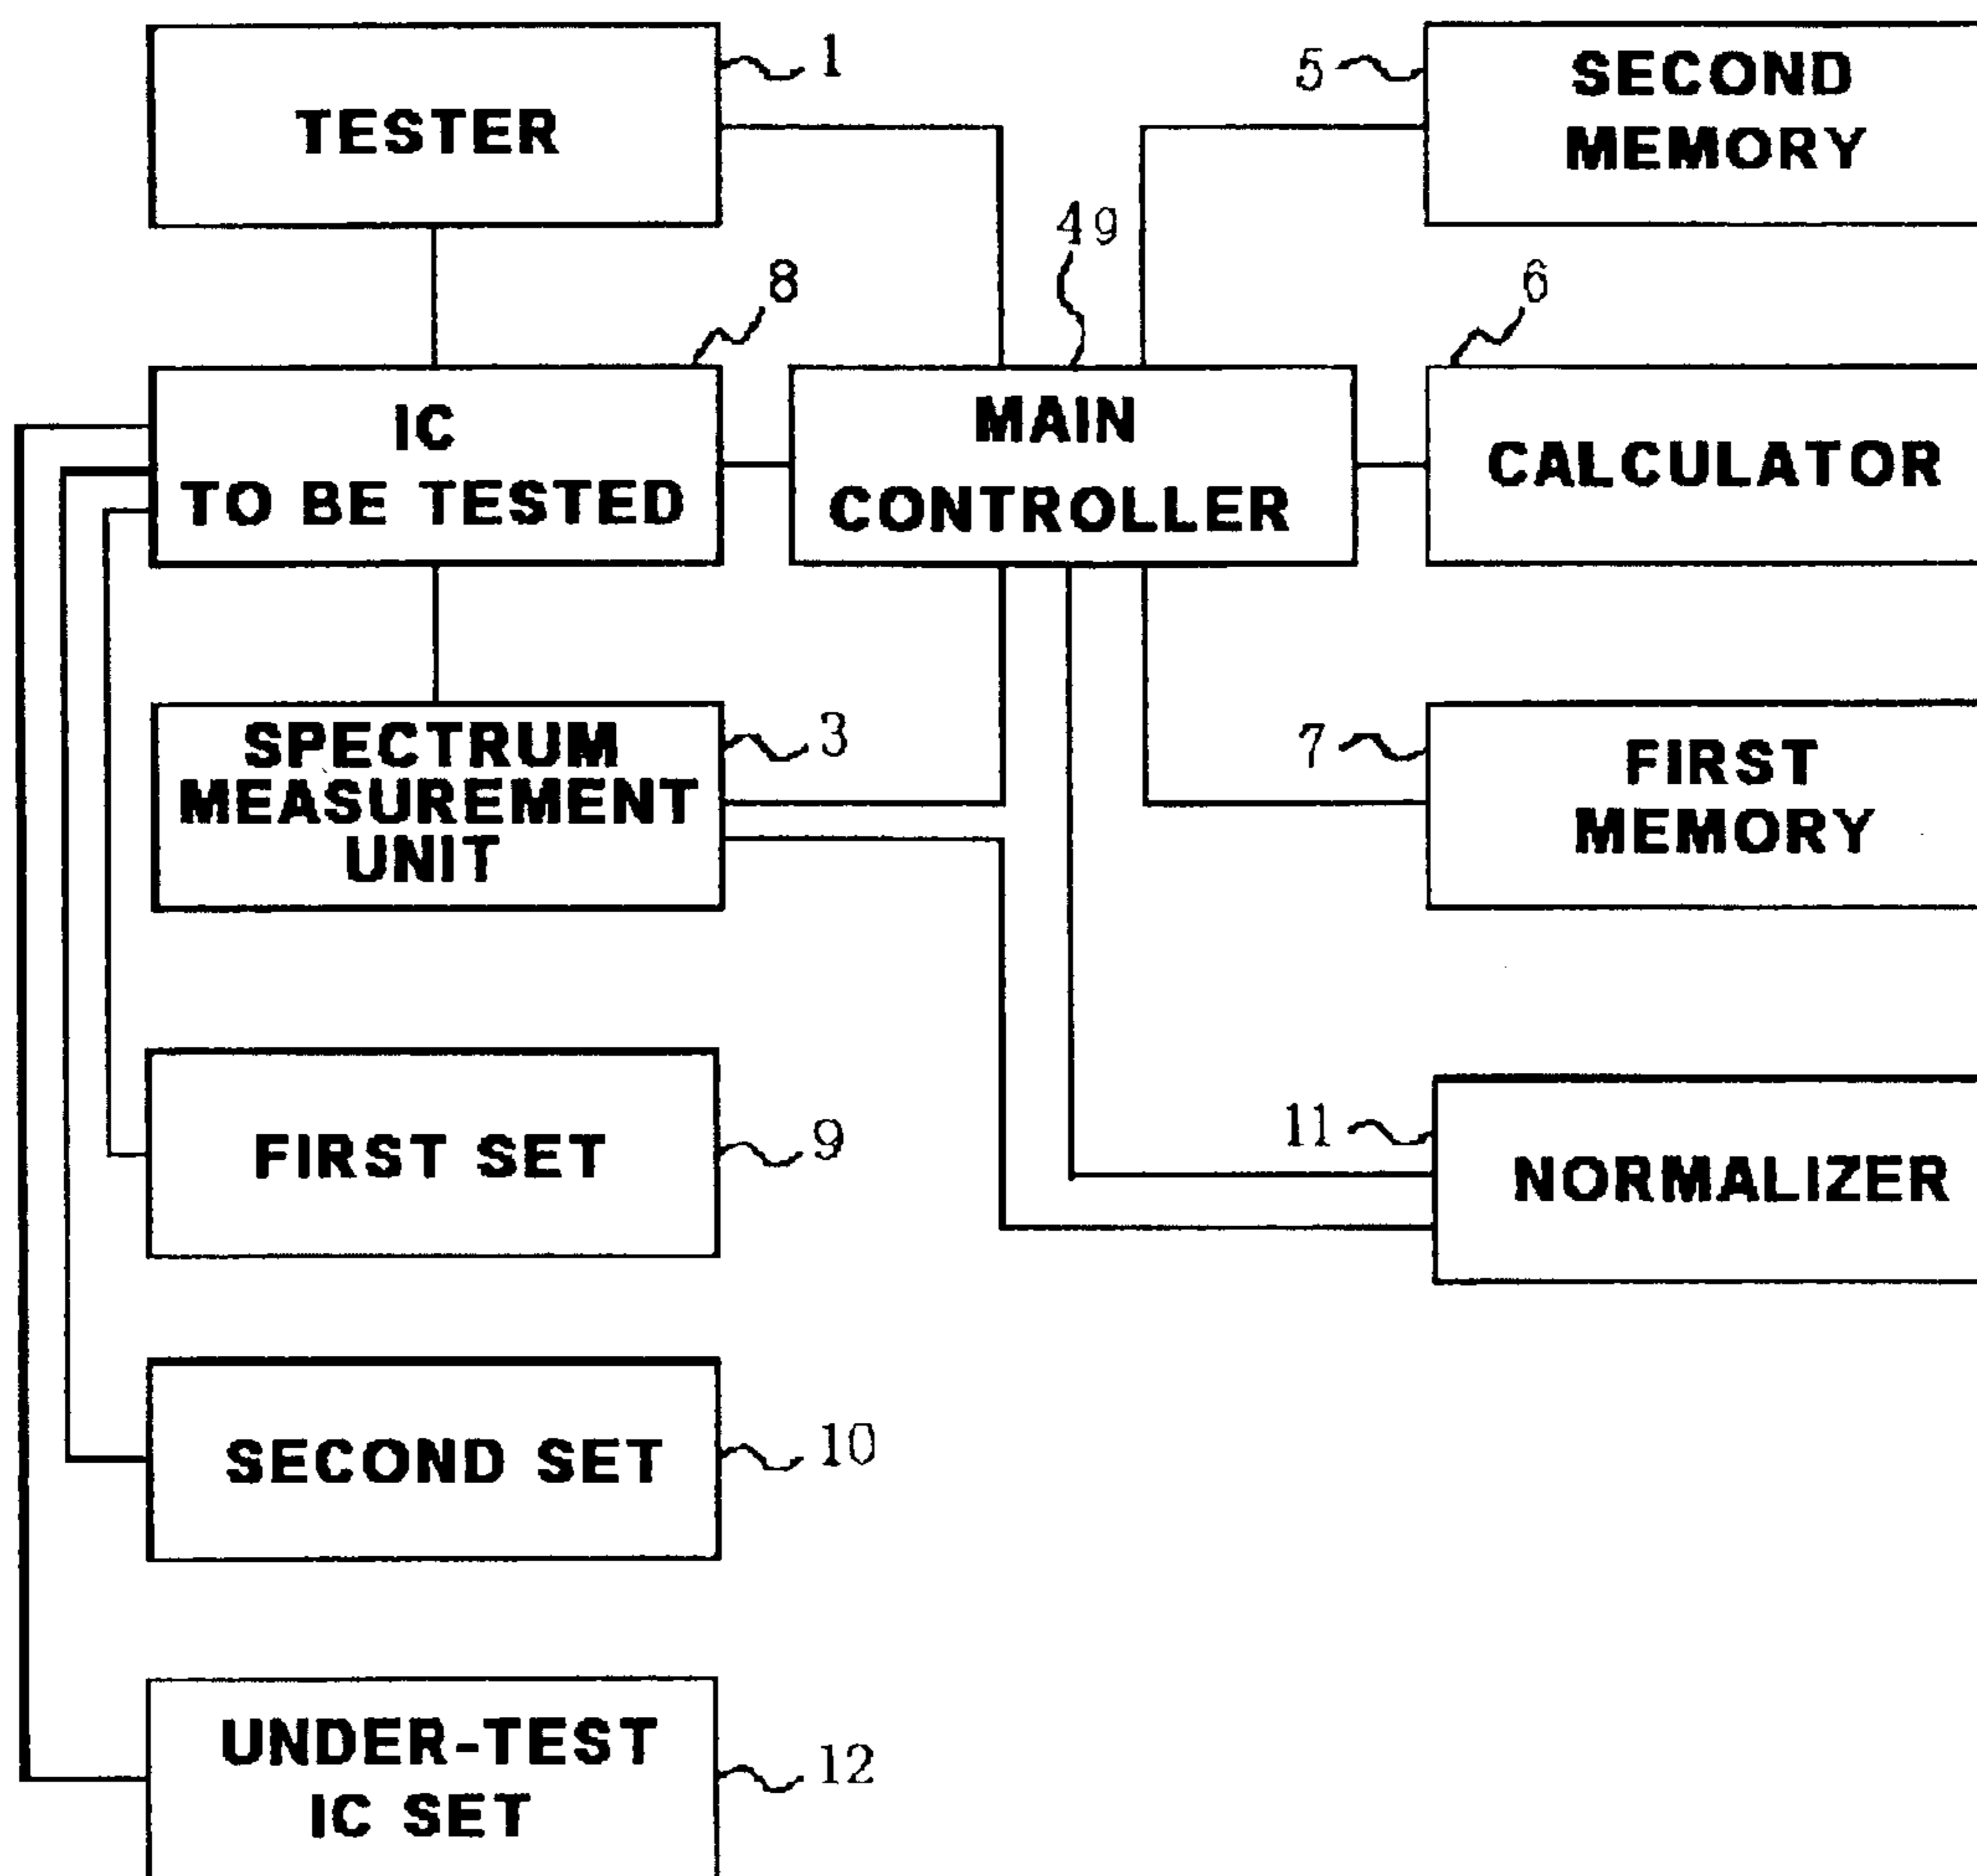 1
TESTER
5
SECOND
MEMORY
49
8
IC
TO BE TESTED
MAIN
CONTROLLER
6
CALCULATOR
3
SPECTRUM
MEASUREMENT
UNIT
7
FIRST
MEMORY
9
FIRST SET
11
NORMALIZER
10
SECOND SET
12
UNDER-TEST
IC SET